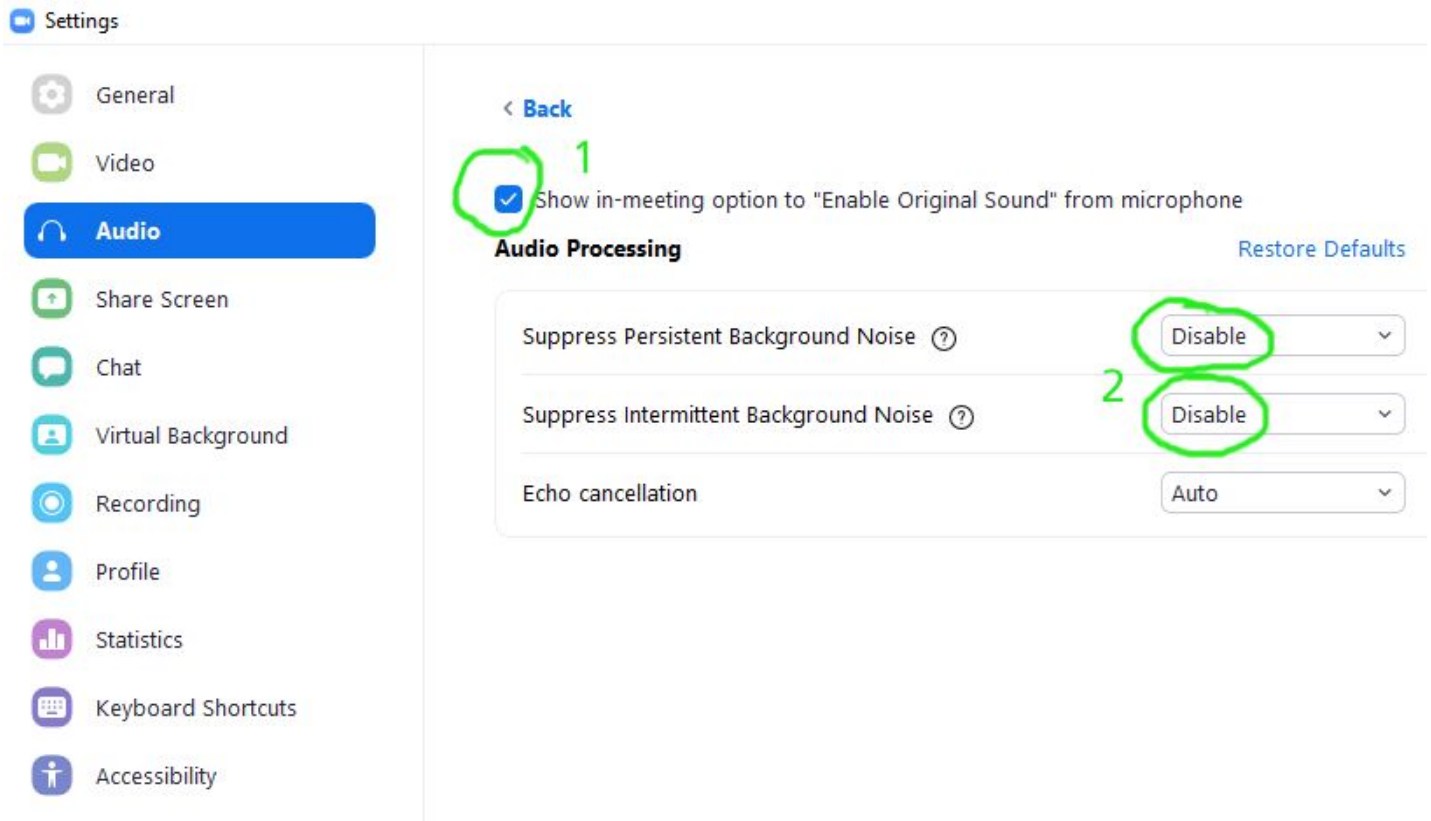 Settings
General
Video
Audio
Share Screen
Chat
Virtual Background
Recording
Profile
Statistics
Keyboard Shortcuts
Accessibility
< Back
1
Show in-meeting option to "Enable Original Sound" from microphone
Audio Processing Restore Defaults
Suppress Persistent Background Noise ? Disable
2
Suppress Intermittent Background Noise ? Disable
Echo cancellation Auto